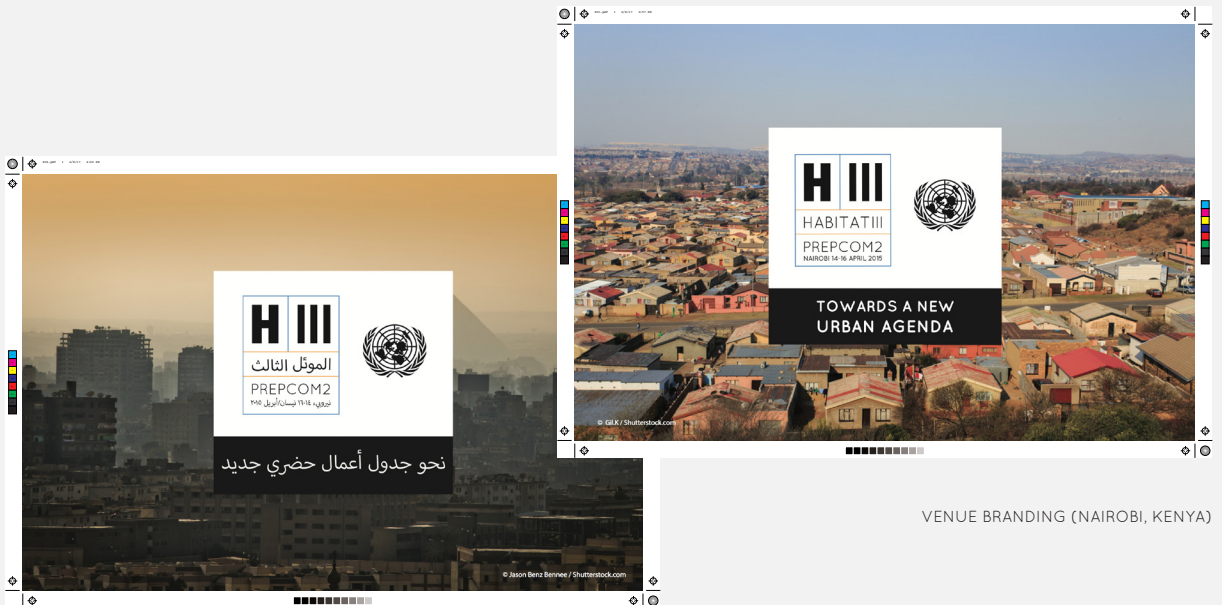 H III
HABITAT III
PREPCOM2
NAIROBI 14-16 APRIL 2015
TOWARDS A NEW
URBAN AGENDA
© Gil.K / Shutterstock.com
H III
الموئل الثالث
PREPCOM2
نيروبي، ١٤-١٦ نيسان/أبريل ٢٠١٥
نحو جدول أعمال حضري جديد
© Jason Benz Bennee / Shutterstock.com
VENUE BRANDING (NAIROBI, KENYA)